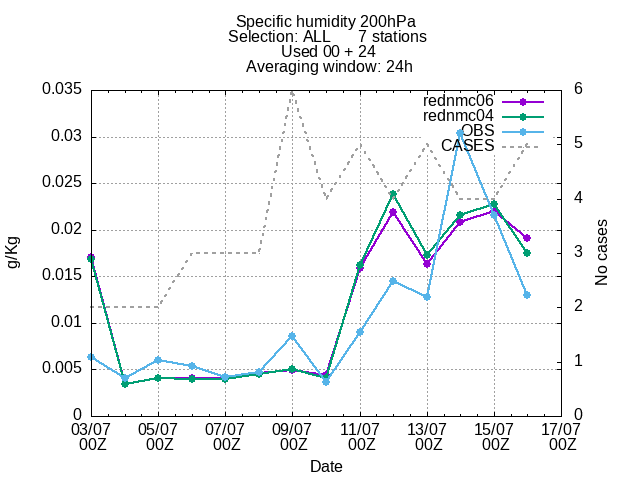 Specific humidity 200hPa
Selection: ALL 7 stations
Used 00 + 24
Averaging window: 24h
rednmc06
rednmc04
OBS
CASES
0.035
0.03
0.025
0.02
0.015
0.01
0.005
0
g/Kg
6
5
4
3
2
1
0
No cases
03/07 05/07 07/07 09/07 11/07 13/07 15/07 17/07
00Z 00Z 00Z 00Z 00Z 00Z 00Z 00Z
Date